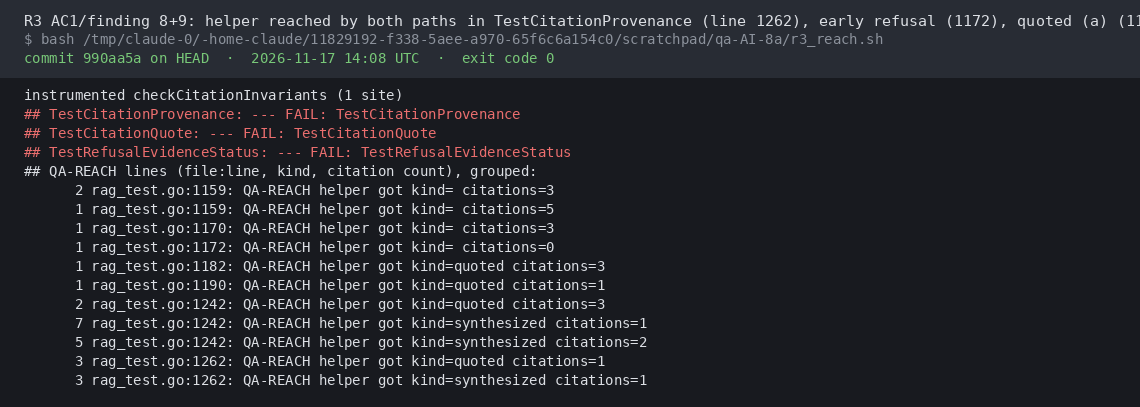 R3 AC1/finding 8+9: helper reached by both paths in TestCitationProvenance (line 1262), early refusal (1172), quoted (a)
$ bash /tmp/claude-0/-home-claude/11829192-f338-5aee-a970-65f6c6a154c0/scratchpad/qa-AI-8a/r3_reach.sh
commit 990aa5a on HEAD · 2026-11-17 14:08 UTC · exit code 0
instrumented checkCitationInvariants (1 site)
## TestCitationProvenance: --- FAIL: TestCitationProvenance
## TestCitationQuote: --- FAIL: TestCitationQuote
## TestRefusalEvidenceStatus: --- FAIL: TestRefusalEvidenceStatus
## QA-REACH lines (file:line, kind, citation count), grouped:
2 rag_test.go:1159: QA-REACH helper got kind= citations=3
1 rag_test.go:1159: QA-REACH helper got kind= citations=5
1 rag_test.go:1170: QA-REACH helper got kind= citations=3
1 rag_test.go:1172: QA-REACH helper got kind= citations=0
1 rag_test.go:1182: QA-REACH helper got kind=quoted citations=3
1 rag_test.go:1190: QA-REACH helper got kind=quoted citations=1
2 rag_test.go:1242: QA-REACH helper got kind=quoted citations=3
7 rag_test.go:1242: QA-REACH helper got kind=synthesized citations=1
5 rag_test.go:1242: QA-REACH helper got kind=synthesized citations=2
3 rag_test.go:1262: QA-REACH helper got kind=quoted citations=1
3 rag_test.go:1262: QA-REACH helper got kind=synthesized citations=1